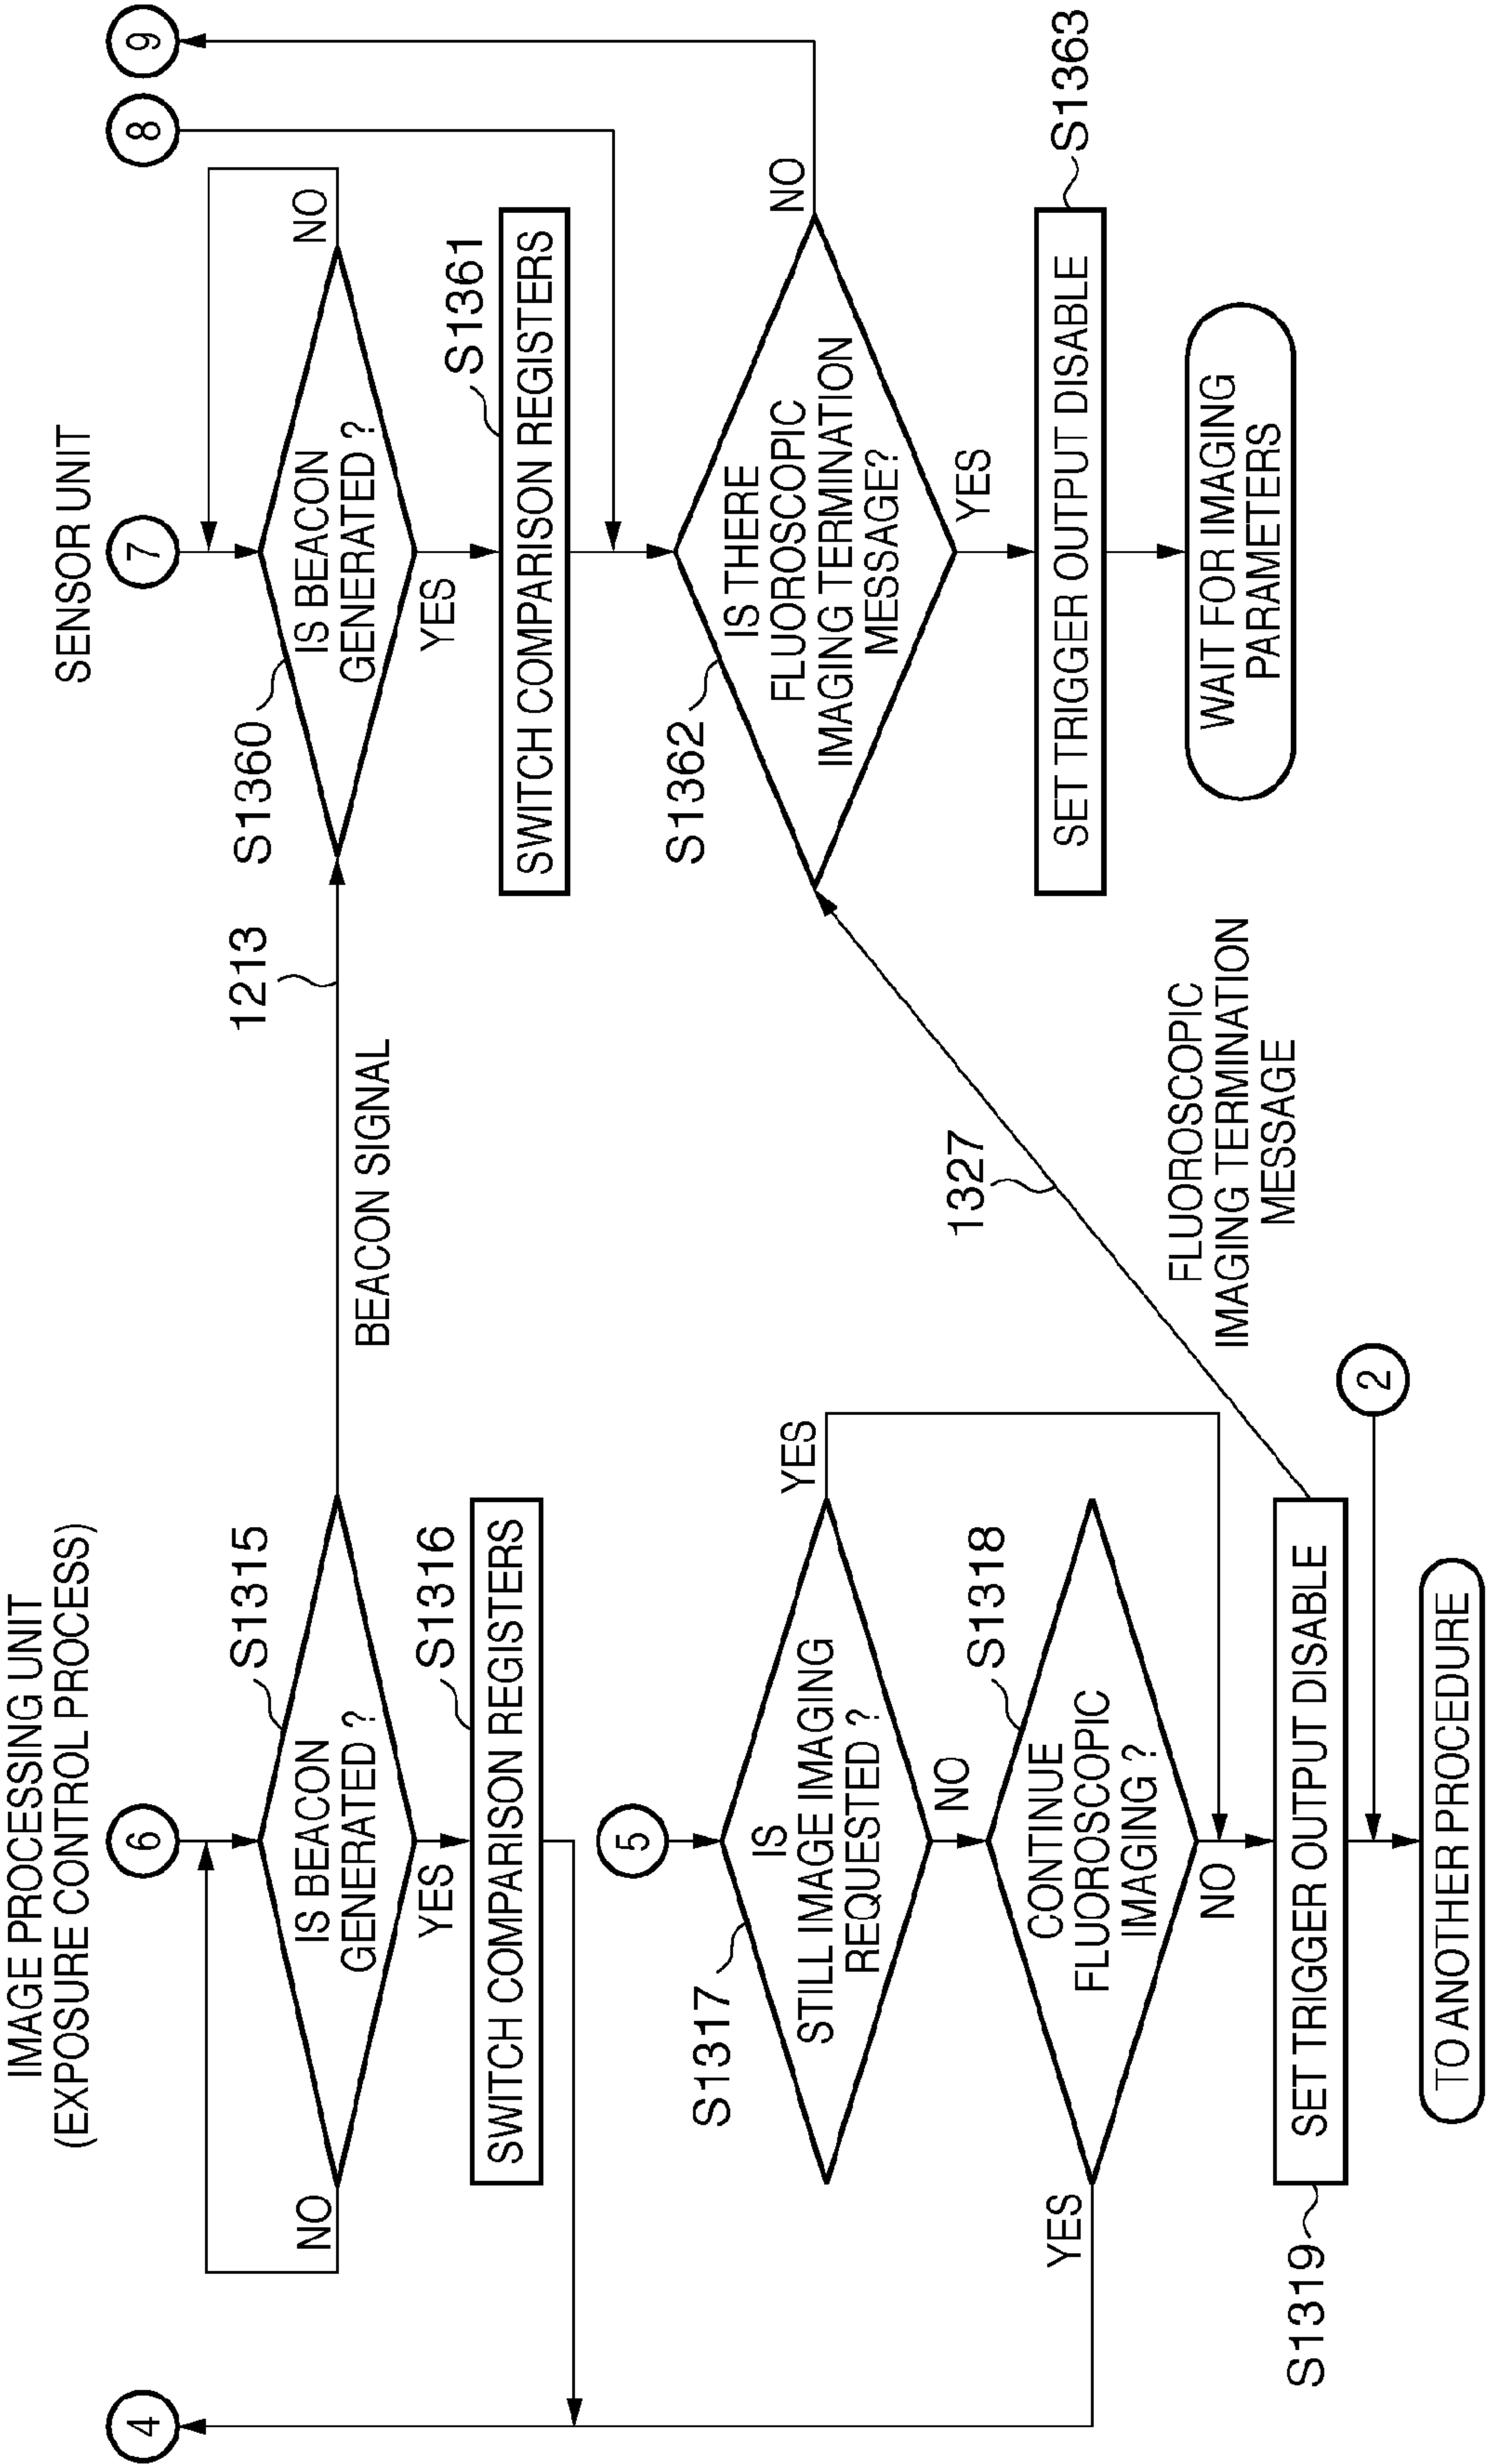 IMAGE PROCESSING UNIT
(EXPOSURE CONTROL PROCESS)
SENSOR UNIT
4
6
7
8
9
NO
IS BEACON
GENERATED ?
S1315
YES
BEACON SIGNAL
1213
S1360
IS BEACON
GENERATED ?
NO
YES
S1316
SWITCH COMPARISON REGISTERS
S1361
SWITCH COMPARISON REGISTERS
5
S1317
IS
STILL IMAGE IMAGING
REQUESTED ?
YES
NO
S1362
IS THERE
FLUOROSCOPIC
IMAGING TERMINATION
MESSAGE?
NO
YES
S1318
CONTINUE
FLUOROSCOPIC
IMAGING ?
YES
NO
1327
FLUOROSCOPIC
IMAGING TERMINATION
MESSAGE
S1363
SET TRIGGER OUTPUT DISABLE
WAIT FOR IMAGING
PARAMETERS
S1319
SET TRIGGER OUTPUT DISABLE
2
TO ANOTHER PROCEDURE